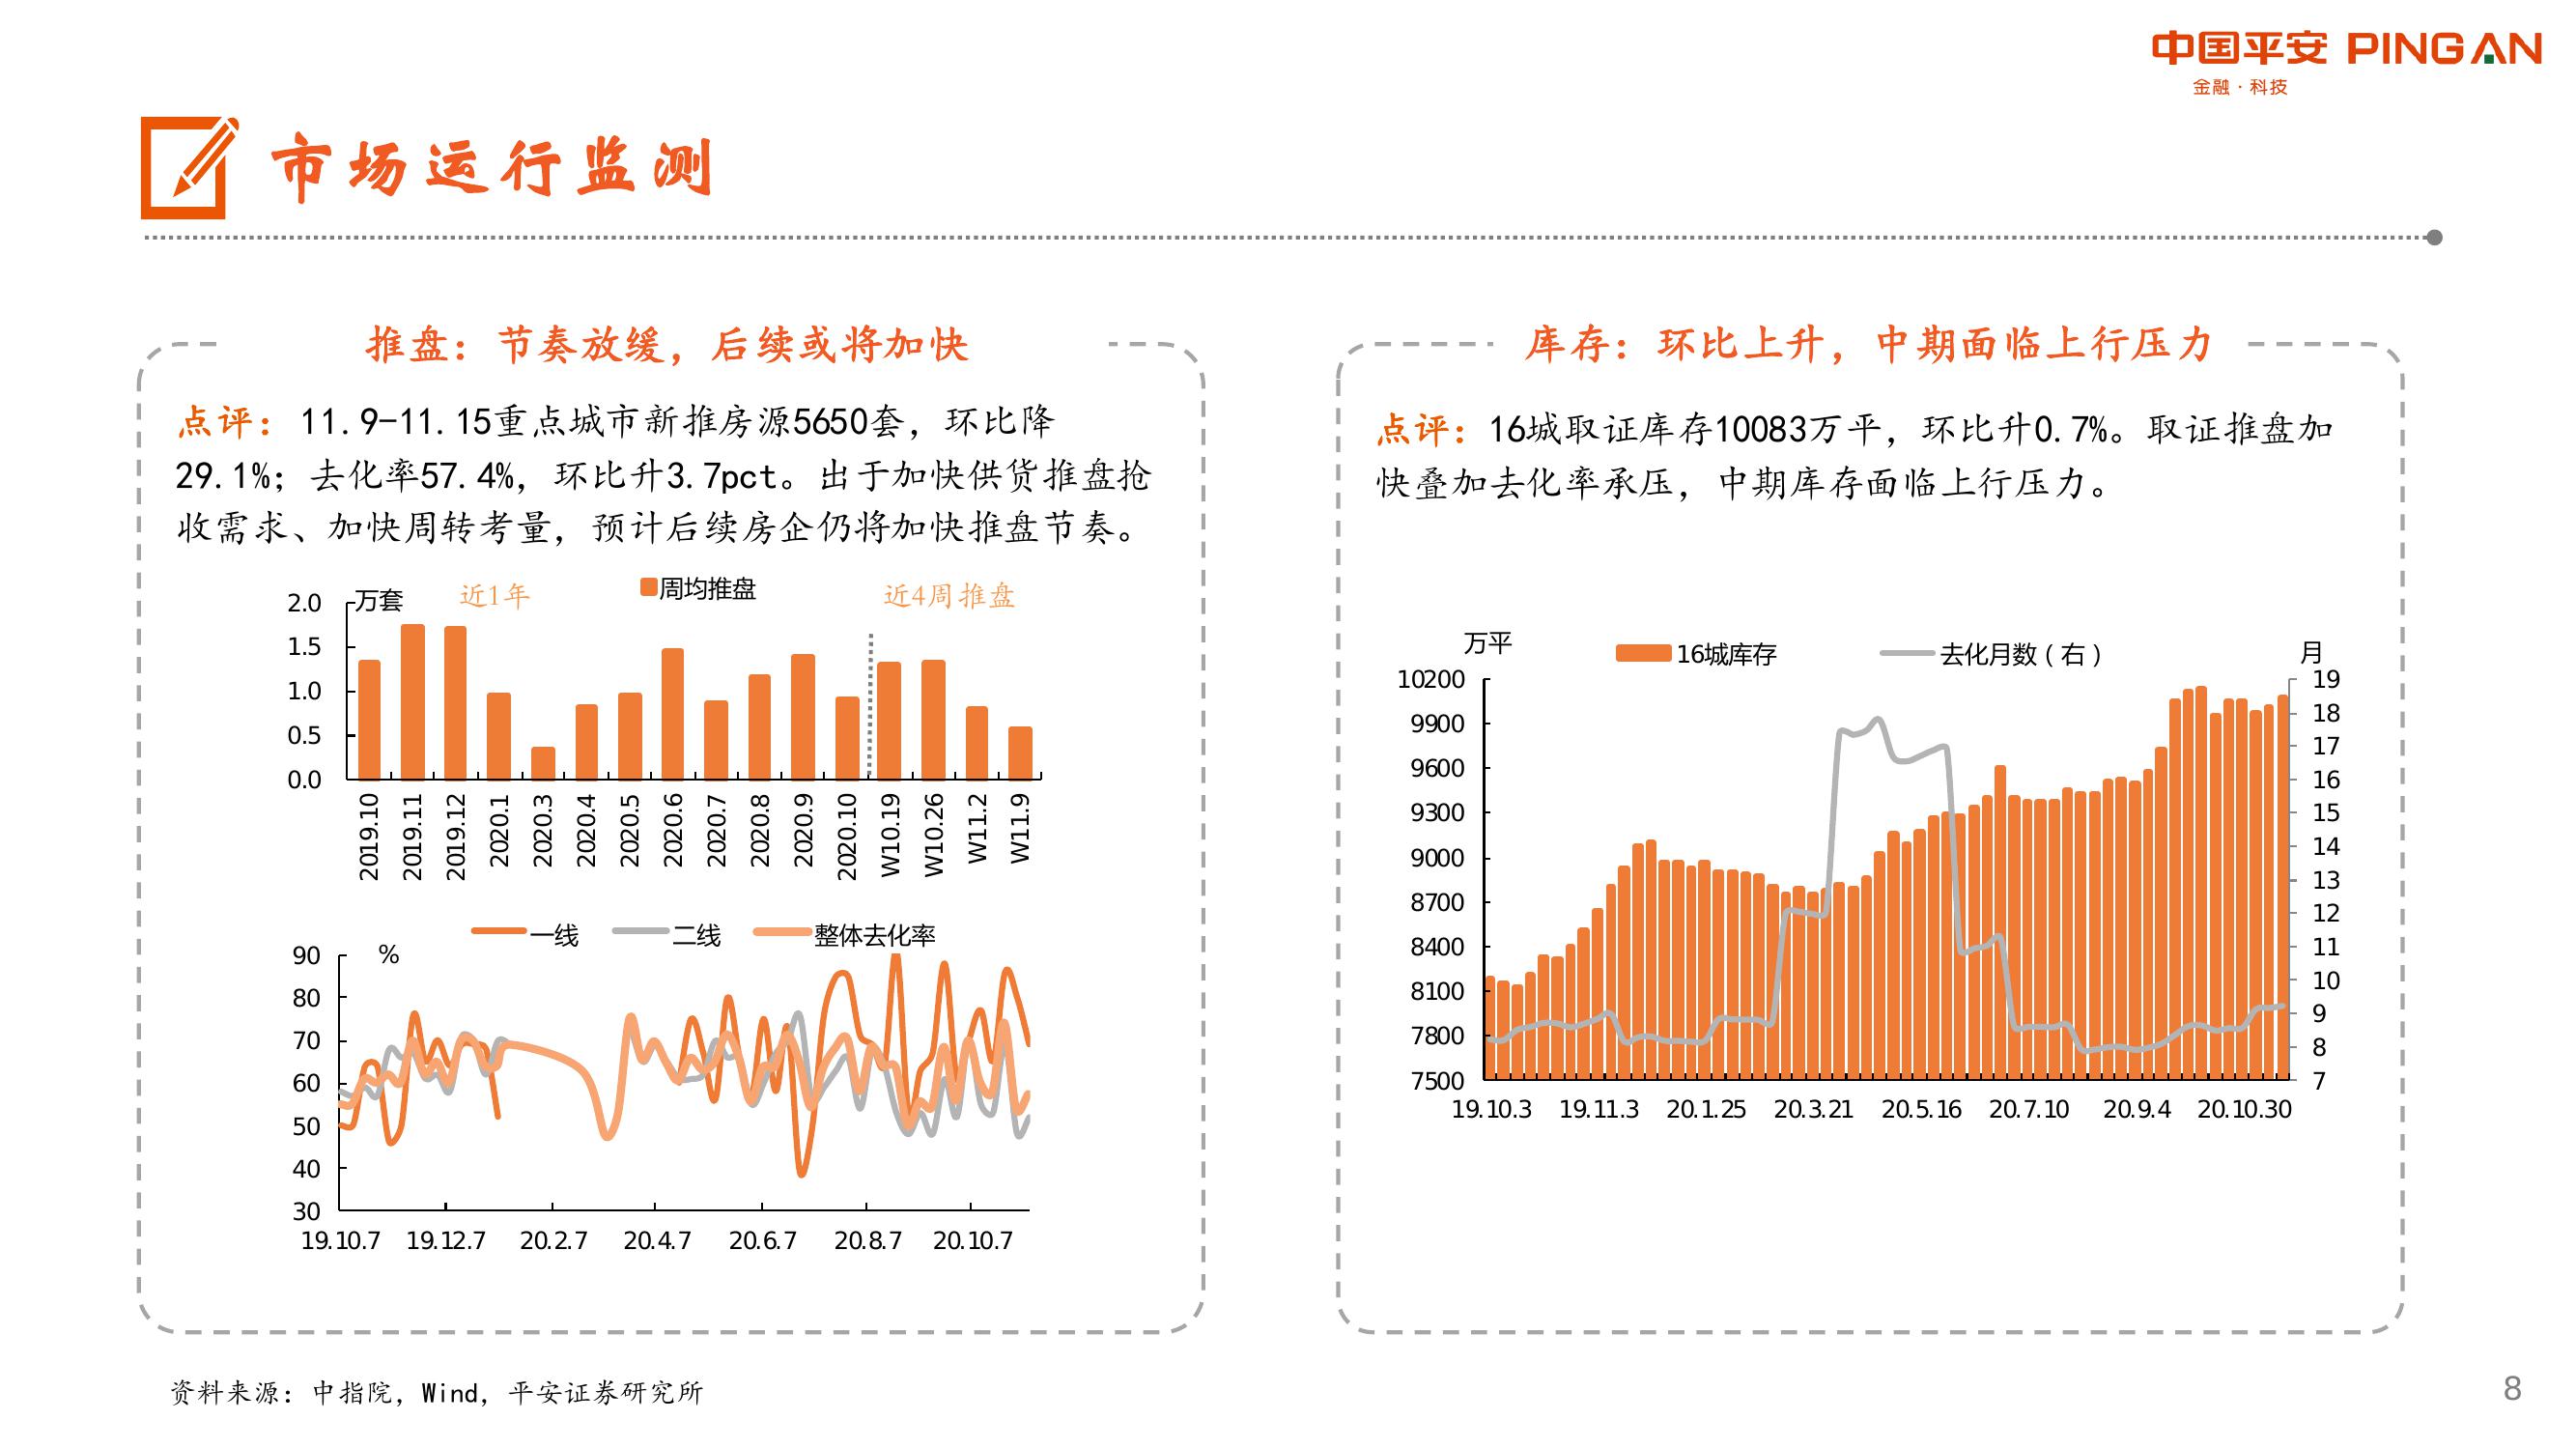 中国平安 PINGAN
金融·科技
市场运行监测
推盘：节奏放缓，后续或将加快
点评：11.9-11.15重点城市新推房源5650套，环比降
29.1%；去化率57.4%，环比升3.7pct。出于加快供货推盘抢
收需求、加快周转考量，预计后续房企仍将加快推盘节奏。
万套
近1年
周均推盘
近4周推盘
2.0
1.5
1.0
0.5
0.0
2019.10
2019.11
2019.12
2020.1
2020.3
2020.4
2020.5
2020.6
2020.7
2020.8
2020.9
2020.10
W10.19
W10.26
W11.2
W11.9
一线
二线
整体去化率
%
90
80
70
60
50
40
30
19.10.7
19.12.7
20.2.7
20.4.7
20.6.7
20.8.7
20.10.7
库存：环比上升，中期面临上行压力
点评：16城取证库存10083万平，环比升0.7%。取证推盘加
快叠加去化率承压，中期库存面临上行压力。
万平
16城库存
去化月数（右）
月
10200
9900
9600
9300
9000
8700
8400
8100
7800
7500
19
18
17
16
15
14
13
12
11
10
9
8
7
19.10.3
19.11.3
20.1.25
20.3.21
20.5.16
20.7.10
20.9.4
20.10.30
资料来源：中指院，Wind，平安证券研究所
8